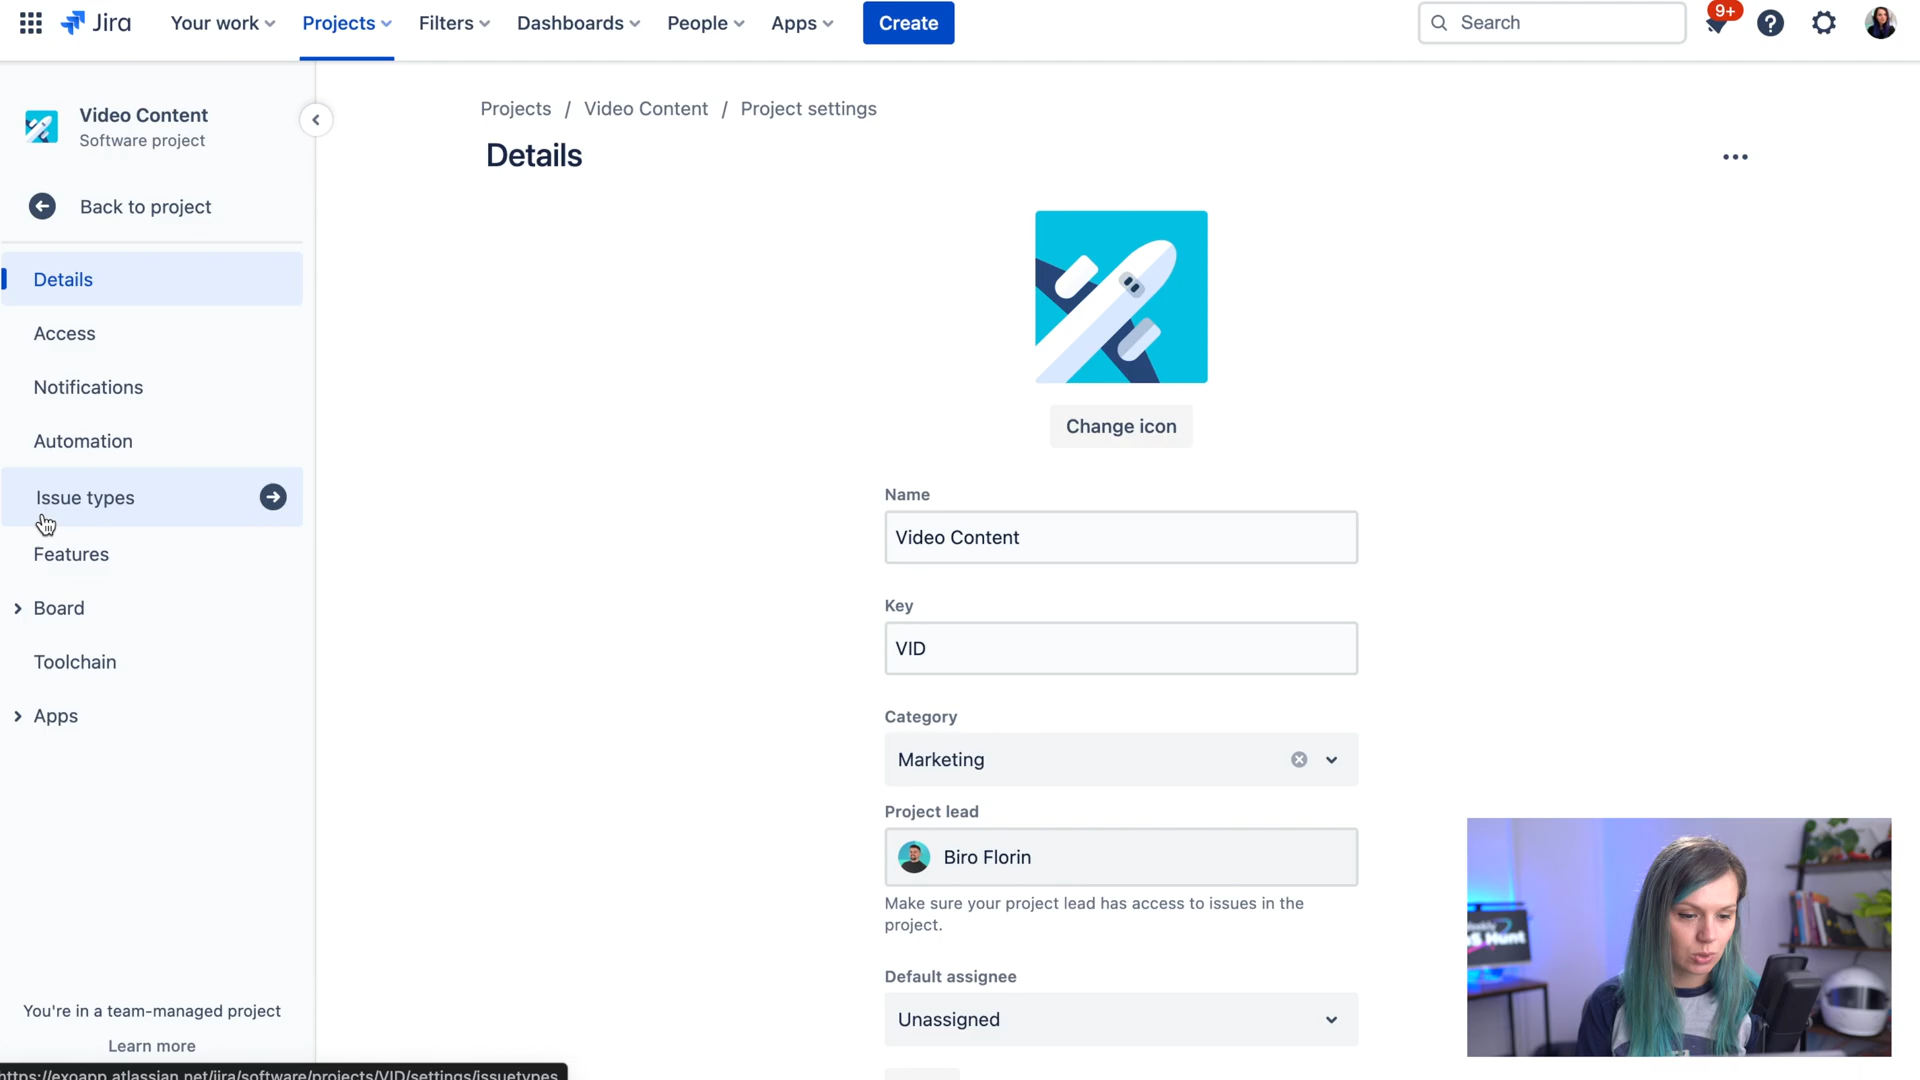 Jira
Your work
Projects
Filters
Dashboards
People
Apps
Create
Search
9+
Video Content
Software project
Projects / Video Content / Project settings
Details
Back to project
Details
Access
Notifications
Automation
Issue types
Features
Board
Toolchain
Apps
Change icon
Name
Video Content
Key
VID
Category
Marketing
Project lead
Biro Florin
Make sure your project lead has access to issues in the
project.
Default assignee
Unassigned
You're in a team-managed project
Learn more
https://exoapp.atlassian.net/jira/software/projects/VID/settings/issuetypes
Hunt